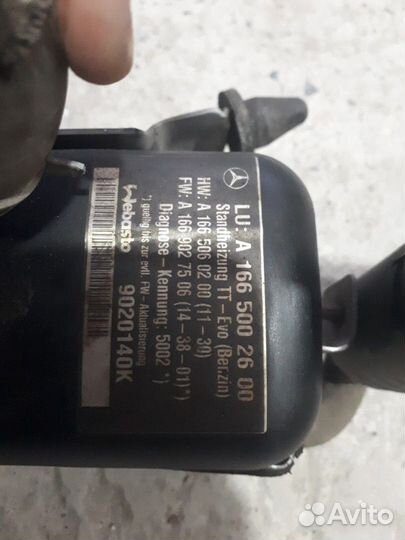 LU: A 166 500 26 00
Standheizung TT-Evo (Benzin)
HW: A 166 506 02 00 (11-30)
FW: A 166 902 75 06 (14-38-01)*)
Diagnose-Kennung: 5002 *)
*) gueltig bis zur evtl. FW-Aktualisierung
Webasto
9020140K
Avito